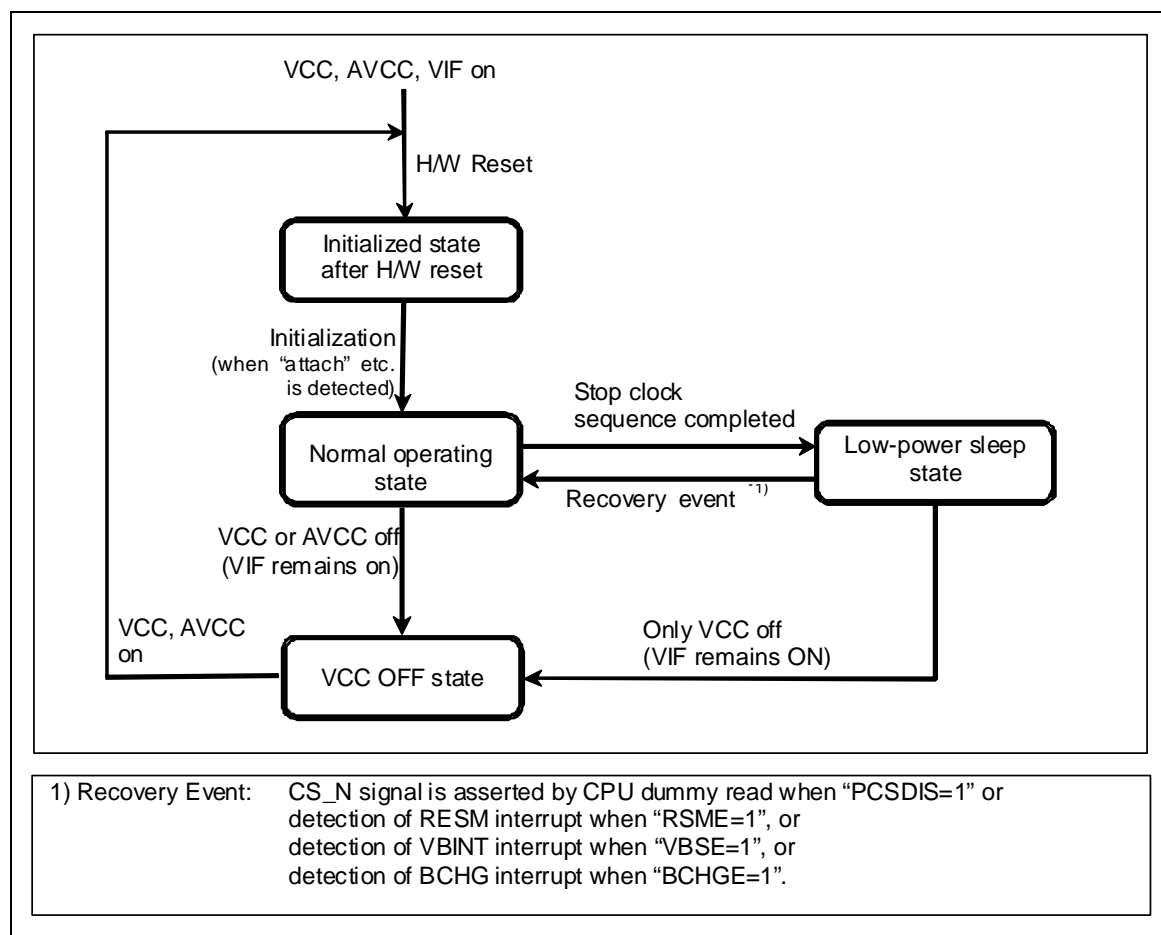 VCC, AVCC, VIF on
H/W Reset
Initialized state
after H/W reset
Initialization
(when “attach” etc.
is detected)
Stop clock
sequence completed
Normal operating
state
Low-power sleep
state
Recovery event *1)
VCC or AVCC off
(VIF remains on)
VCC, AVCC
on
Only VCC off
(VIF remains ON)
VCC OFF state
1) Recovery Event: CS_N signal is asserted by CPU dummy read when “PCSDIS=1” or
detection of RESM interrupt when “RSME=1”, or
detection of VBINT interrupt when “VBSE=1”, or
detection of BCHG interrupt when “BCHGE=1”.